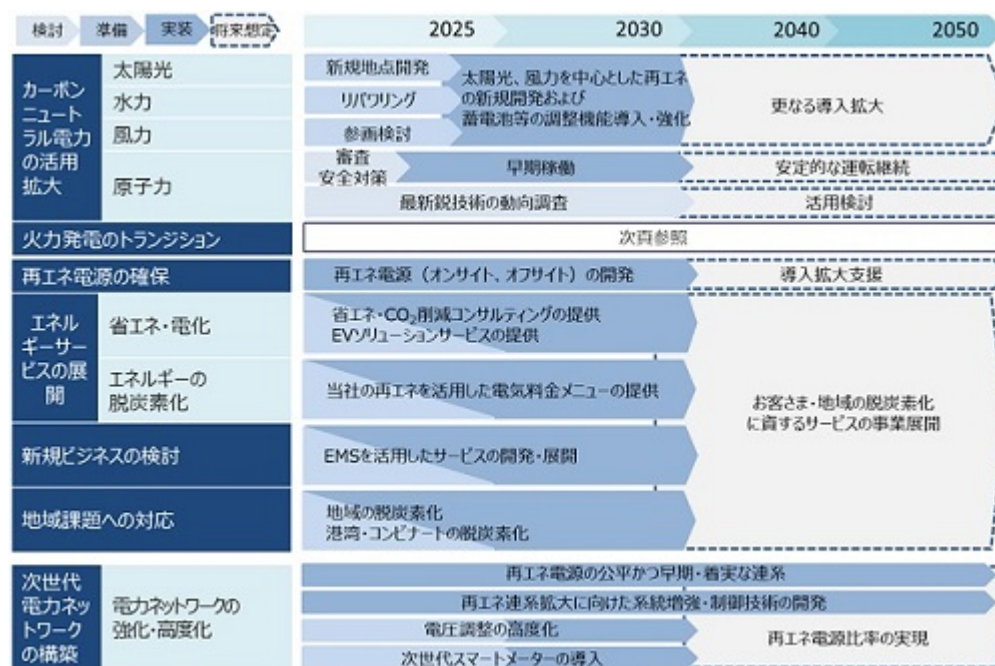 検討 準備 実装 将来想定
2025 2030 2040 2050
カーボン
ニュート
ラル電力
の活用
拡大
太陽光
水力
風力
原子力
新規地点開発
リパワリング
参画検討
太陽光、風力を中心とした再エネ
の新規開発および
蓄電池等の調整機能導入・強化
更なる導入拡大
審査
安全対策
早期稼働
安定的な運転継続
最新鋭技術の動向調査
活用検討
火力発電のトランジション
次頁参照
再エネ電源の確保
再エネ電源（オンサイト、オフサイト）の開発
導入拡大支援
エネル
ギーサー
ビスの展
開
省エネ・電化
省エネ・CO₂削減コンサルティングの提供
EVソリューションサービスの提供
エネルギーの
脱炭素化
当社の再エネを活用した電気料金メニューの提供
お客さま・地域の脱炭素化
に資するサービスの事業展開
新規ビジネスの検討
EMSを活用したサービスの開発・展開
地域課題への対応
地域の脱炭素化
港湾・コンビナートの脱炭素化
次世代
電力ネッ
トワーク
の構築
電力ネットワークの
強化・高度化
再エネ電源の公平かつ早期・着実な連系
再エネ連系拡大に向けた系統増強・制御技術の開発
電圧調整の高度化
次世代スマートメーターの導入
再エネ電源比率の実現